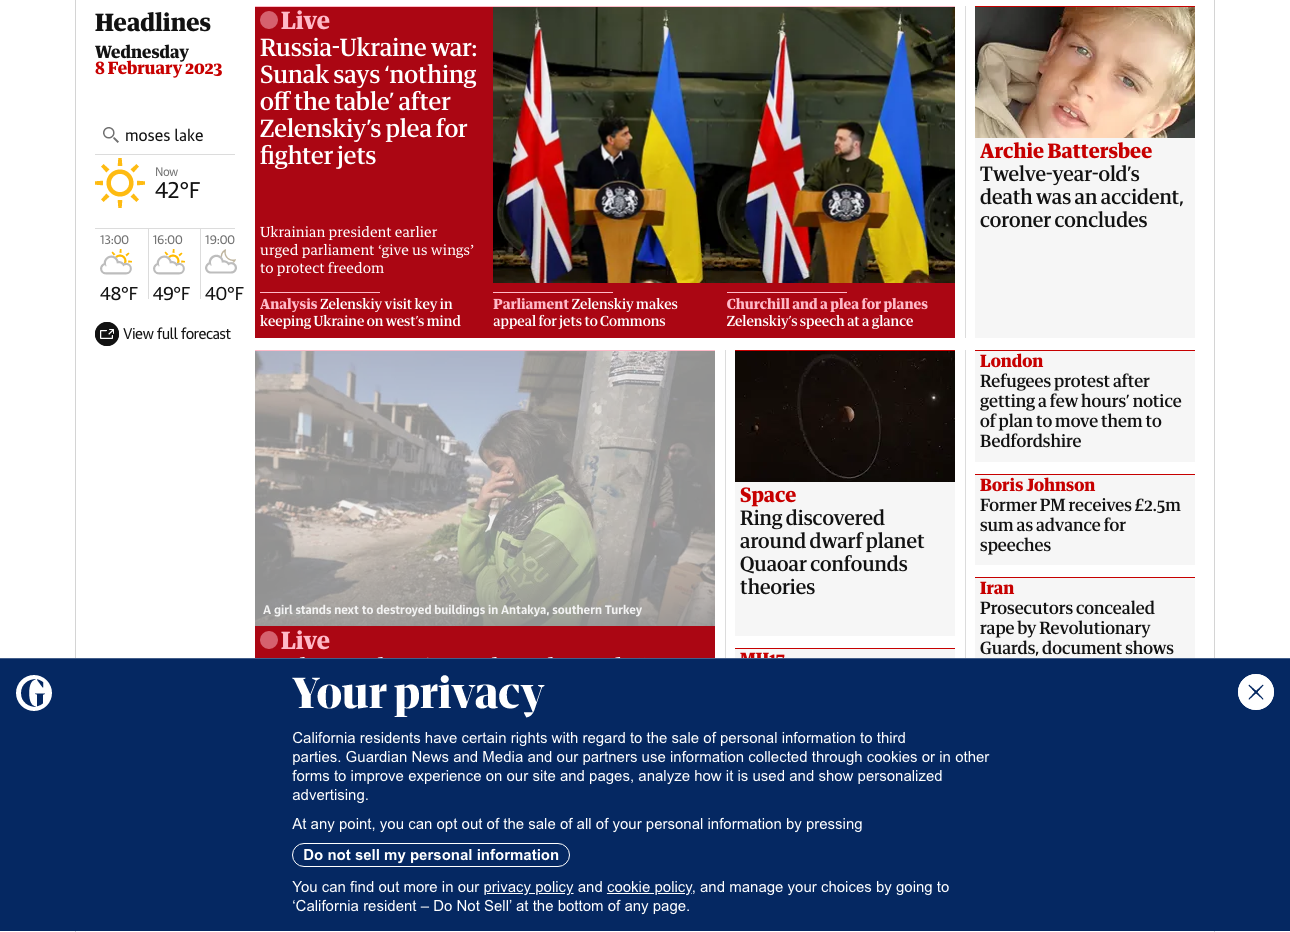 Headlines
Wednesday
8 February 2023
moses lake
Now
42°F
13:00
16:00
19:00
48°F
49°F
40°F
View full forecast
Live
Russia-Ukraine war:
Sunak says ‘nothing
off the table’ after
Zelenskiy’s plea for
fighter jets
Ukrainian president earlier
urged parliament ‘give us wings’
to protect freedom
Analysis Zelenskiy visit key in
keeping Ukraine on west’s mind
Parliament Zelenskiy makes
appeal for jets to Commons
Churchill and a plea for planes
Zelenskiy’s speech at a glance
Archie Battersbee
Twelve-year-old’s
death was an accident,
coroner concludes
A girl stands next to destroyed buildings in Antakya, southern Turkey
Live
Space
Ring discovered
around dwarf planet
Quaoar confounds
theories
MH17
London
Refugees protest after
getting a few hours’ notice
of plan to move them to
Bedfordshire
Boris Johnson
Former PM receives £2.5m
sum as advance for
speeches
Iran
Prosecutors concealed
rape by Revolutionary
Guards, document shows
Your privacy
California residents have certain rights with regard to the sale of personal information to third
parties. Guardian News and Media and our partners use information collected through cookies or in other
forms to improve experience on our site and pages, analyze how it is used and show personalized
advertising.
At any point, you can opt out of the sale of all of your personal information by pressing
Do not sell my personal information
You can find out more in our privacy policy and cookie policy, and manage your choices by going to
‘California resident – Do Not Sell’ at the bottom of any page.